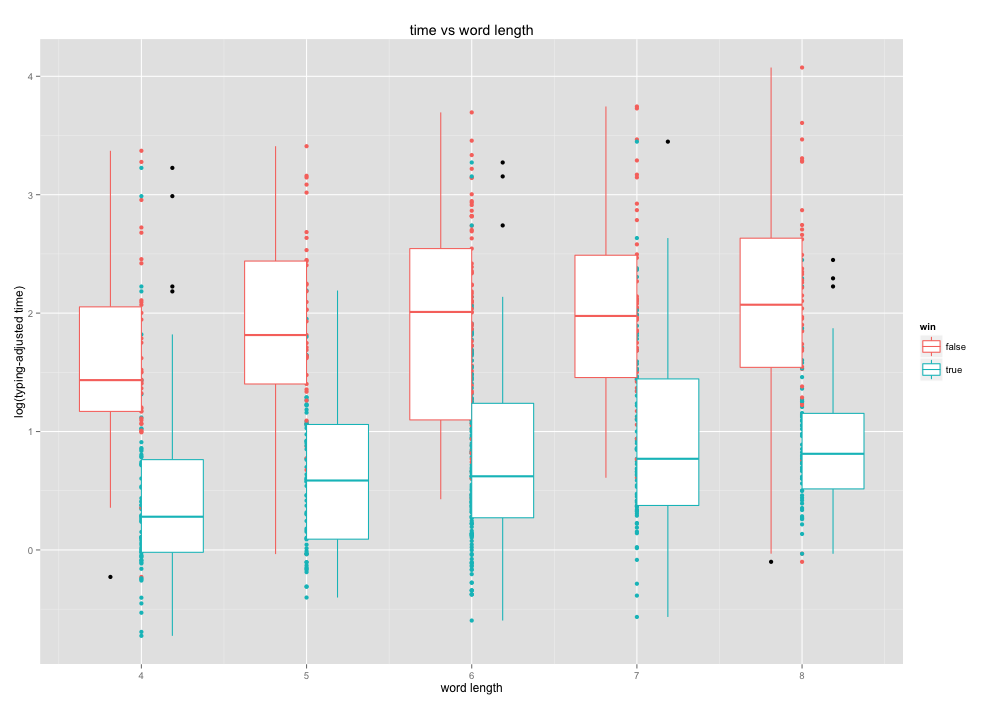 time vs word length
log(typing-adjusted time)
4
3
2
1
0
4 5 6 7 8
word length
win
false
true